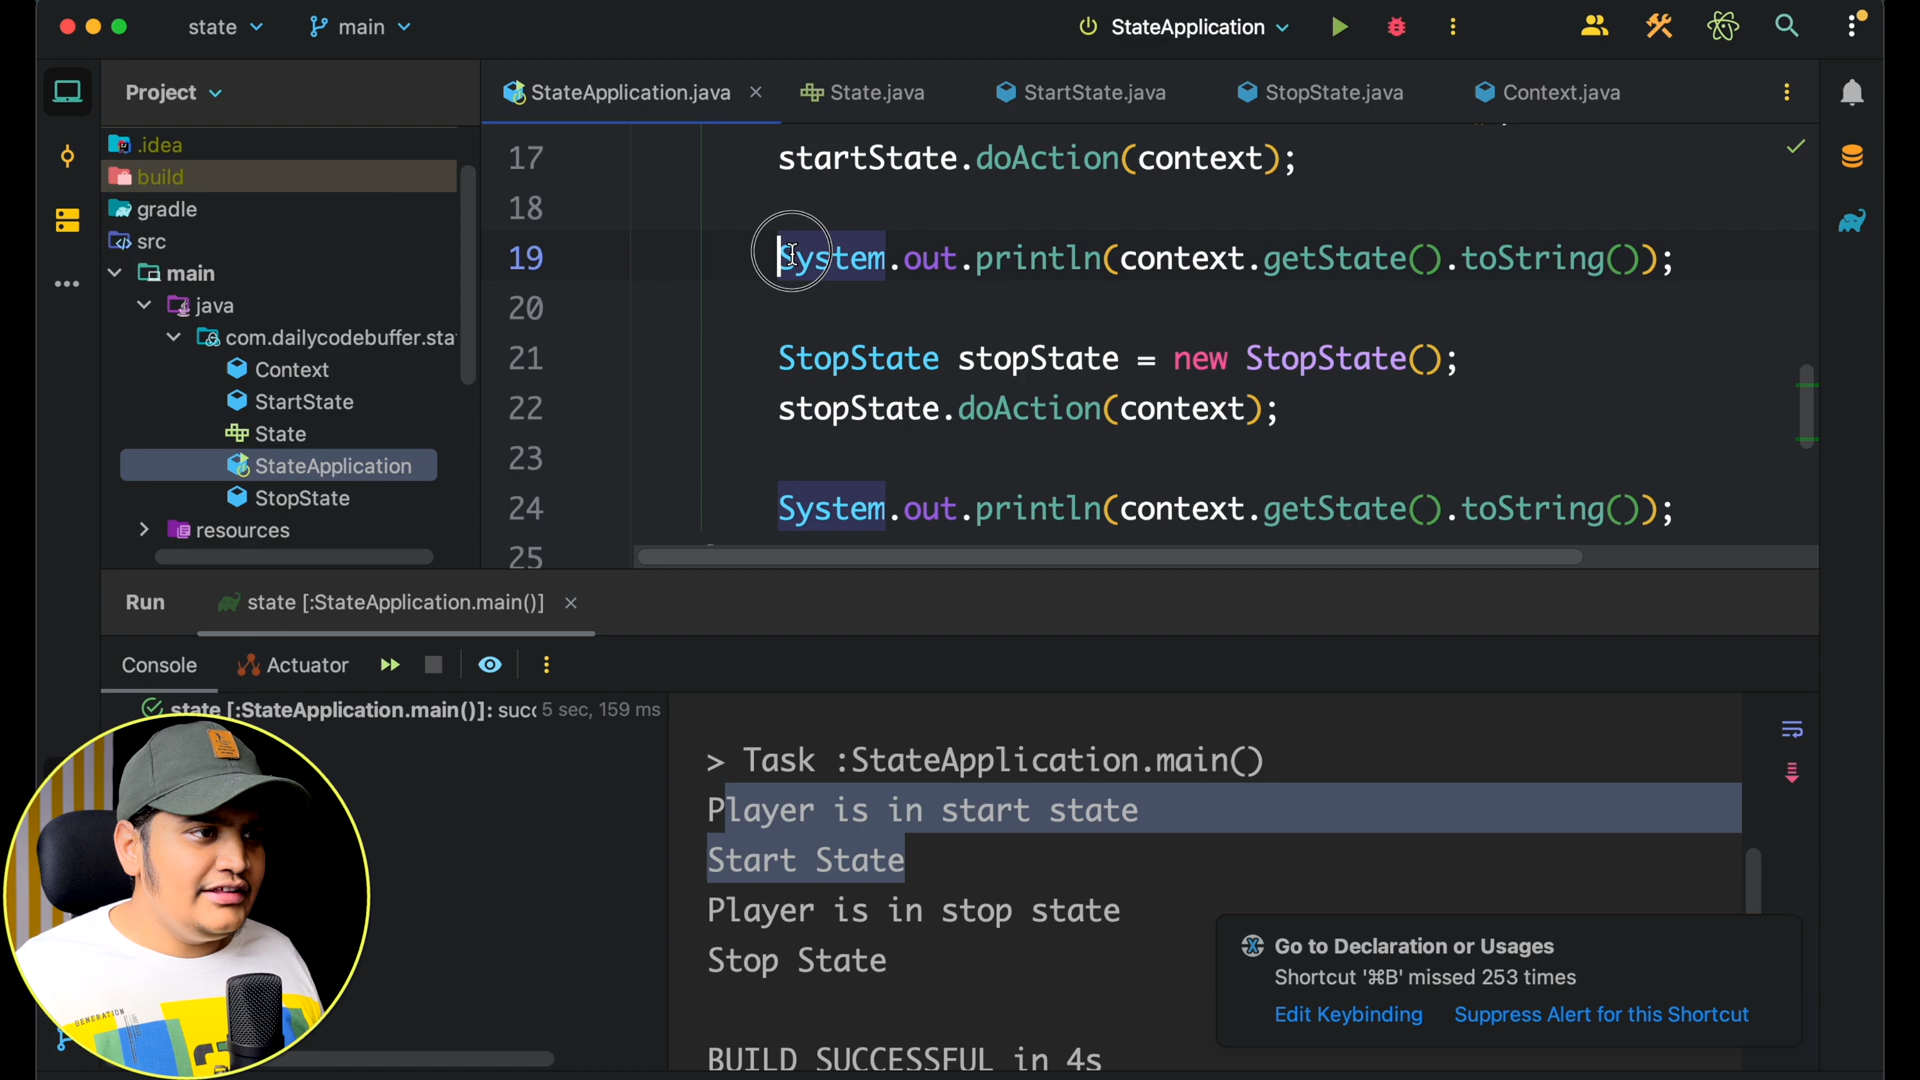 state
main
StateApplication
Project
StateApplication.java
State.java
StartState.java
StopState.java
Context.java
.idea
build
gradle
src
main
java
com.dailycodebuffer.sta
Context
StartState
State
StateApplication
StopState
resources
17 startState.doAction(context);
18
19 System.out.println(context.getState().toString());
20
21 StopState stopState = new StopState();
22 stopState.doAction(context);
23
24 System.out.println(context.getState().toString());
25
Run
state [:StateApplication.main()]
Console
Actuator
state [:StateApplication.main()]: succ 5 sec, 159 ms
> Task :StateApplication.main()
Player is in start state
Start State
Player is in stop state
Stop State
BUILD SUCCESSFUL in 4s
Go to Declaration or Usages
Shortcut '⌘B' missed 253 times
Edit Keybinding
Suppress Alert for this Shortcut
GENERATION